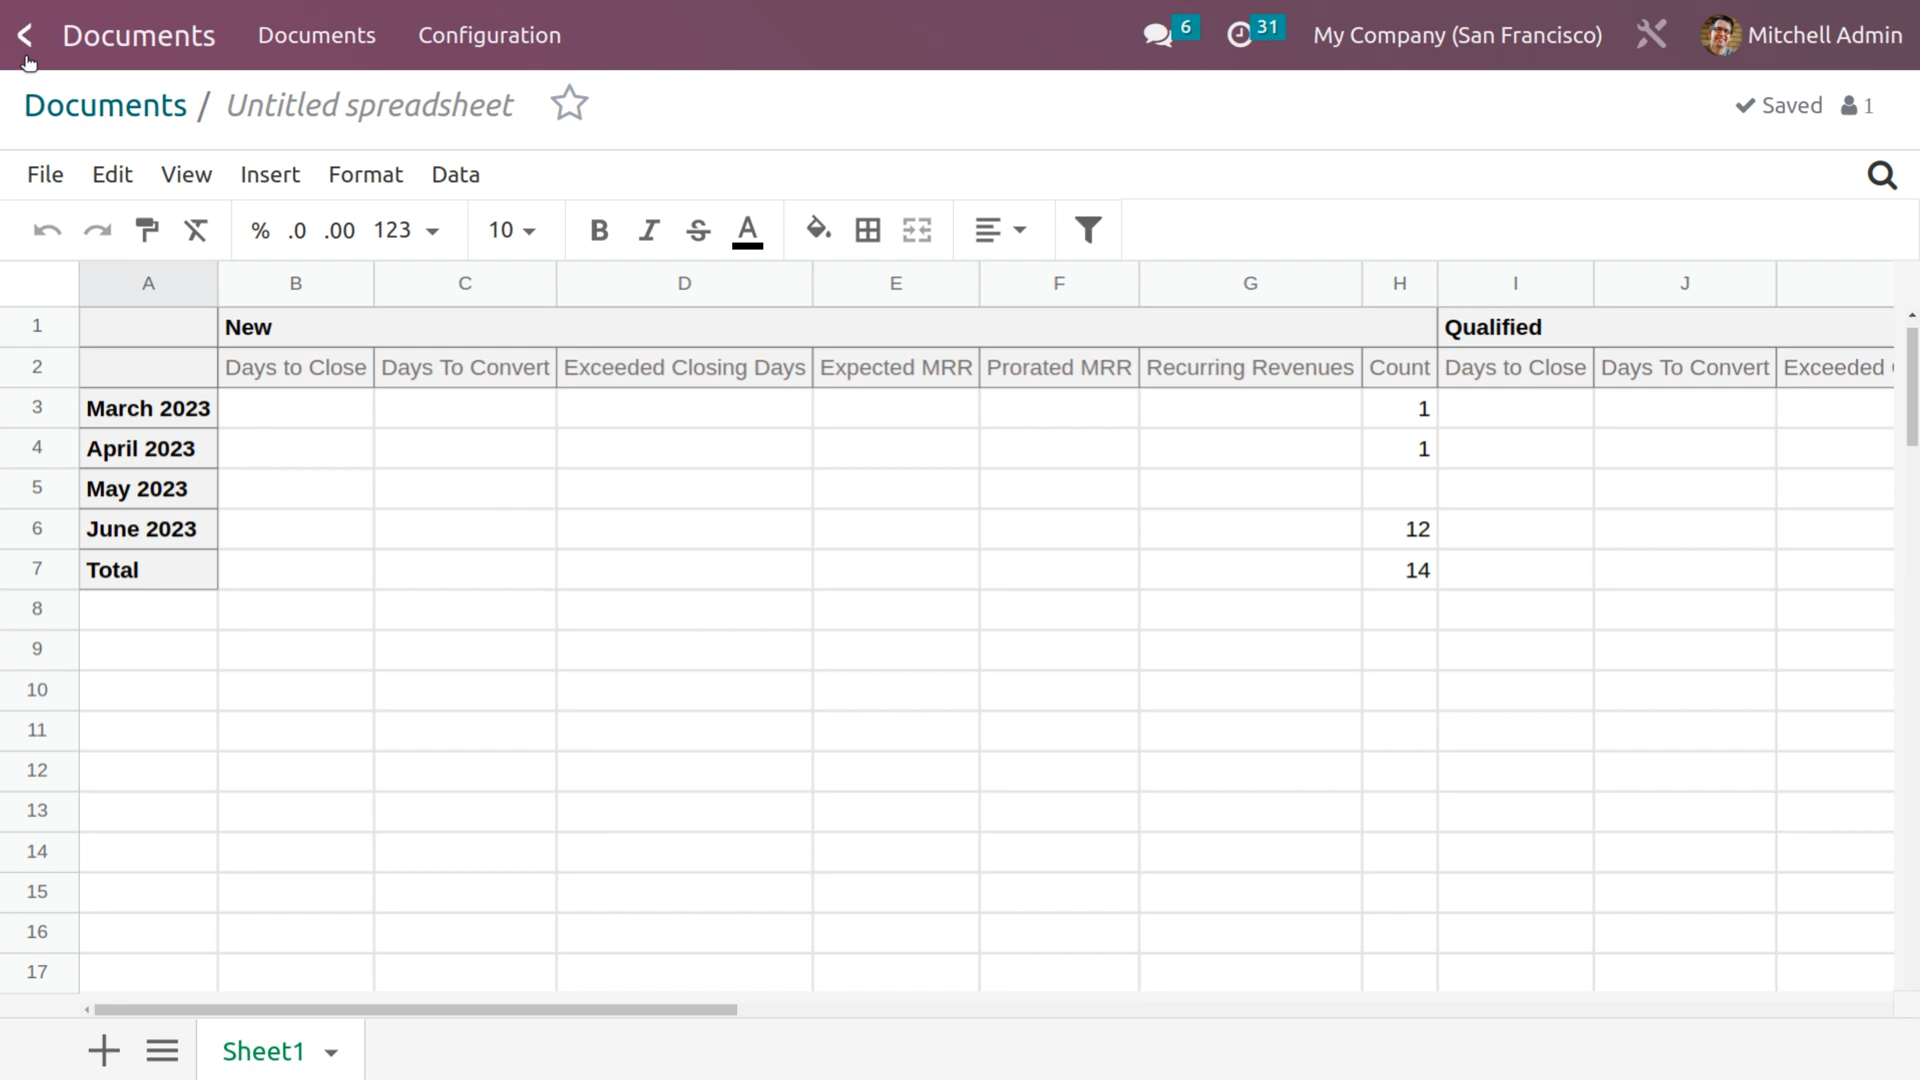 Documents Documents Configuration 6 31 My Company (San Francisco) Mitchell Admin
Documents / Untitled spreadsheet Saved 1
File Edit View Insert Format Data
% .0 .00 123 10 B I S A
A B C D E F G H I J
1 New Qualified
2 Days to Close Days To Convert Exceeded Closing Days Expected MRR Prorated MRR Recurring Revenues Count Days to Close Days To Convert Exceeded
3 March 2023 1
4 April 2023 1
5 May 2023
6 June 2023 12
7 Total 14
8
9
10
11
12
13
14
15
16
17
Sheet1